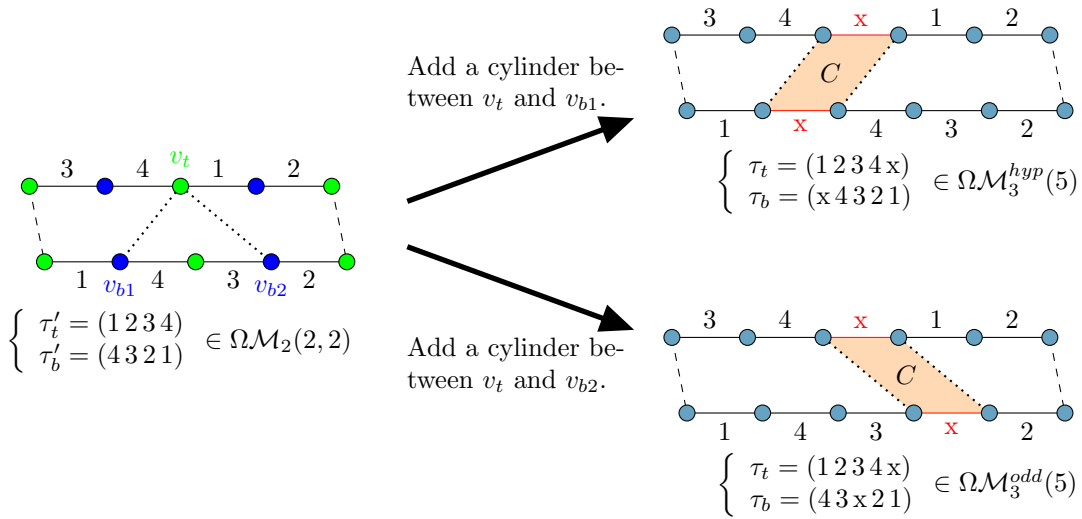 3 4 v_t 1 2
1 v_{b1} 4 3 v_{b2} 2
{ τ'_t = (1 2 3 4)
τ'_b = (4 3 2 1) ∈ ΩM_2(2, 2)
Add a cylinder be-
tween v_t and v_{b1}.
Add a cylinder be-
tween v_t and v_{b2}.
3 4 x 1 2
C
1 x 4 3 2
{ τ_t = (1 2 3 4 x)
τ_b = (x 4 3 2 1) ∈ ΩM_3^{hyp}(5)
3 4 x 1 2
C
1 4 3 x 2
{ τ_t = (1 2 3 4 x)
τ_b = (4 3 x 2 1) ∈ ΩM_3^{odd}(5)